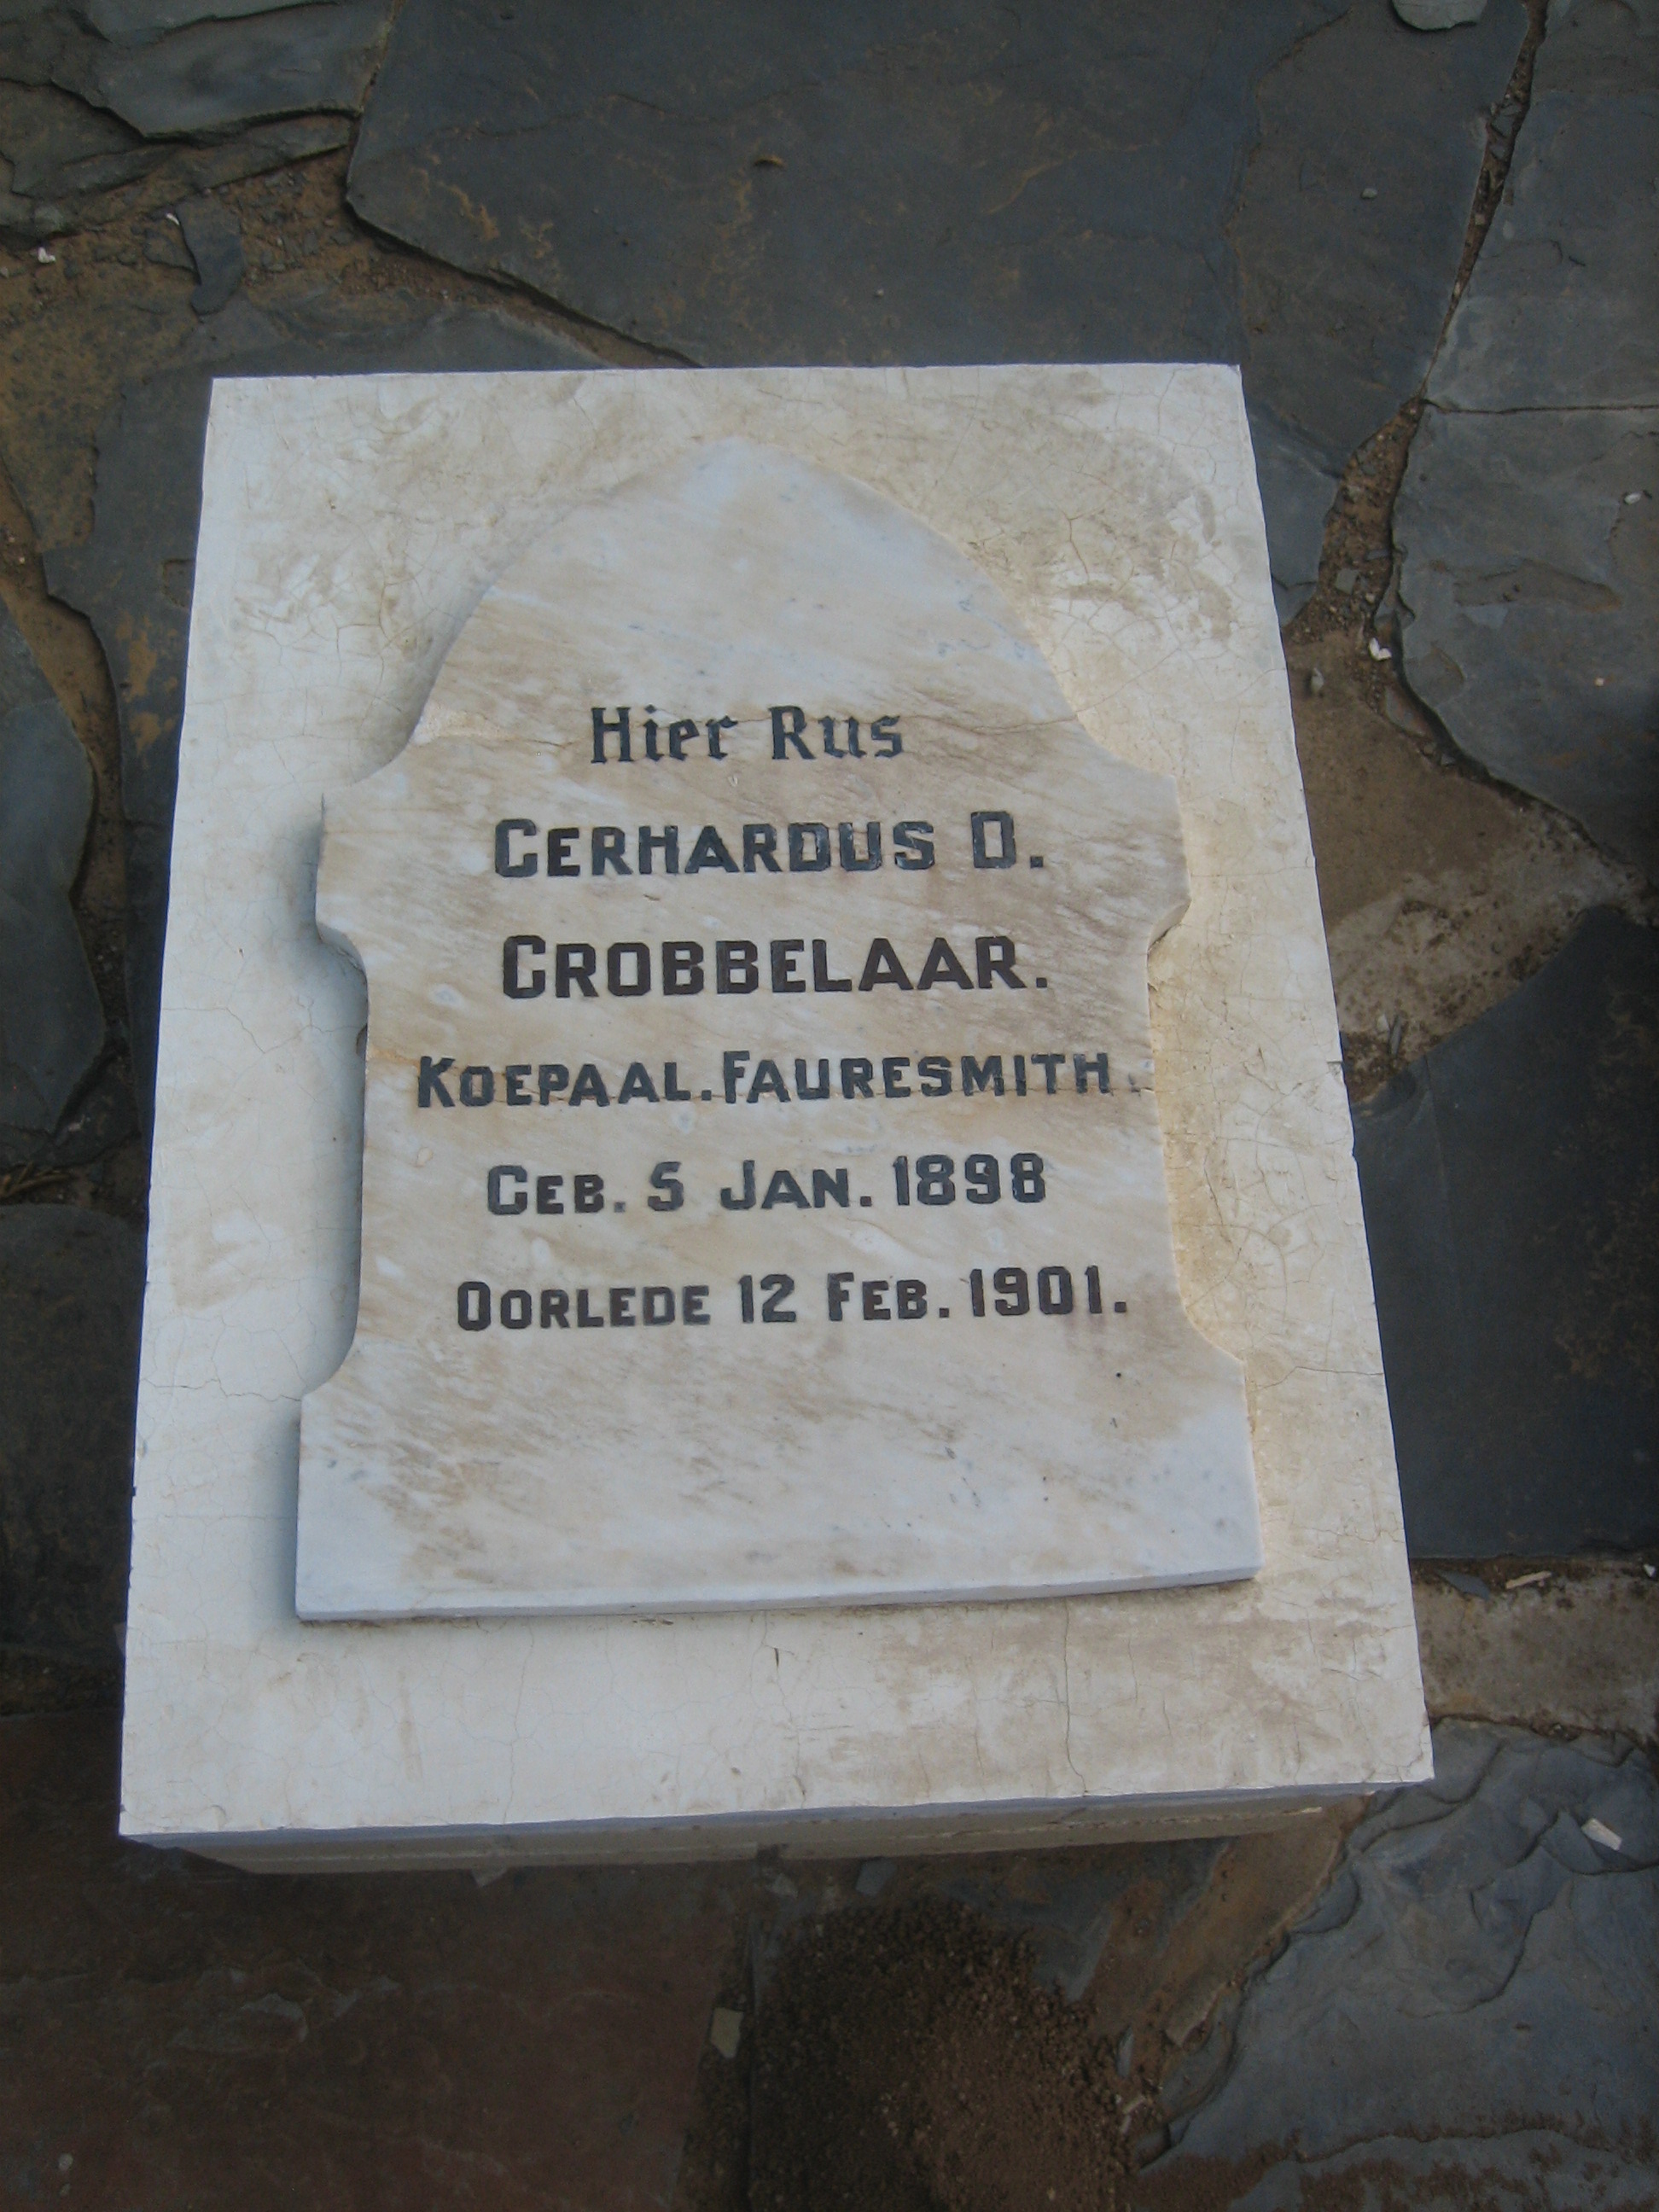 Hier Rus
GERHARDUS D.
GROBBELAAR.
KOEPAAL. FAURESMITH.
GEB. 5 JAN. 1898
OORLEDE 12 FEB. 1901.